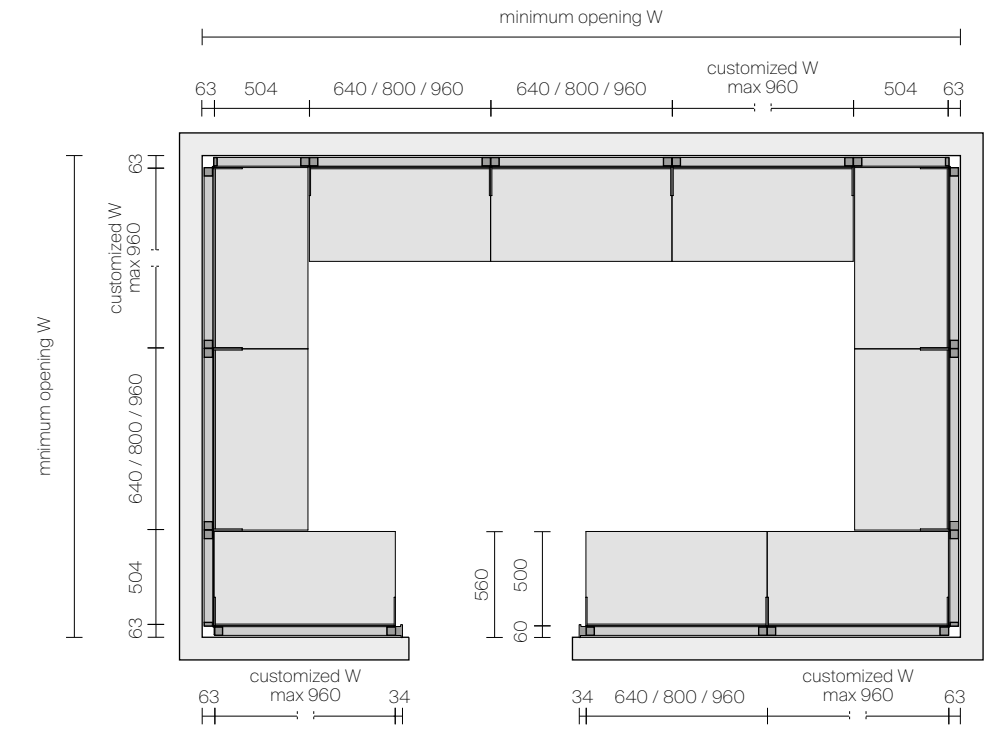 minimum opening W
customized W
63 504 640 / 800 / 960 640 / 800 / 960 max 960 504 63
63
customized W
max 960
mnimum opening W
640 / 800 / 960
504
63
560
500
60
customized W
63 max 960 34
customized W
34 640 / 800 / 960 max 960 63